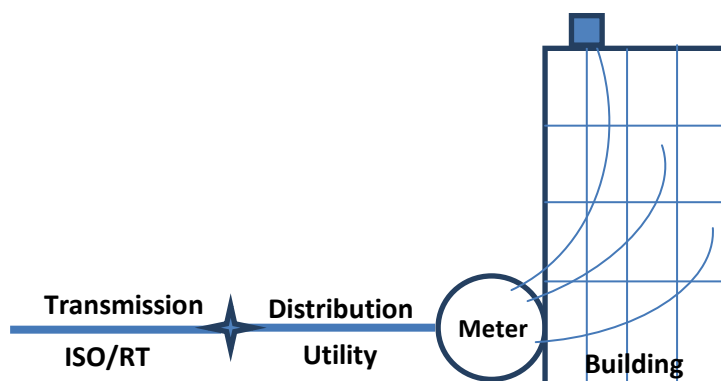 Transmission
ISO/RT
Distribution
Utility
Meter
Building